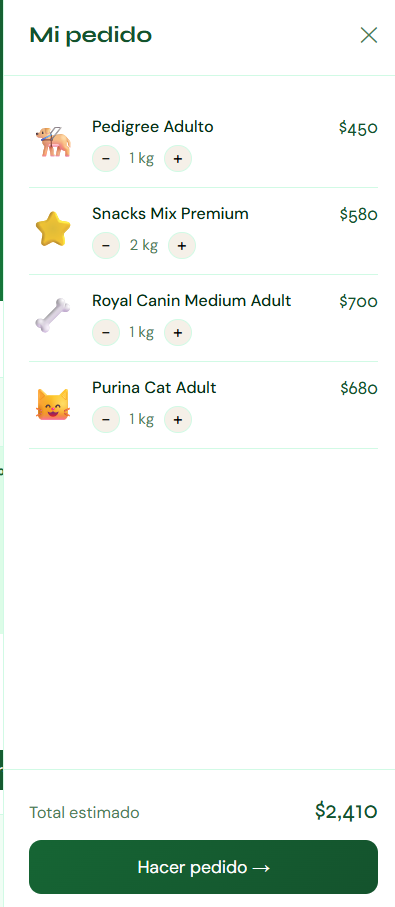 Mi pedido
Pedigree Adulto $450
− 1 kg +
Snacks Mix Premium $580
− 2 kg +
Royal Canin Medium Adult $700
− 1 kg +
Purina Cat Adult $680
− 1 kg +
Total estimado $2,410
Hacer pedido →